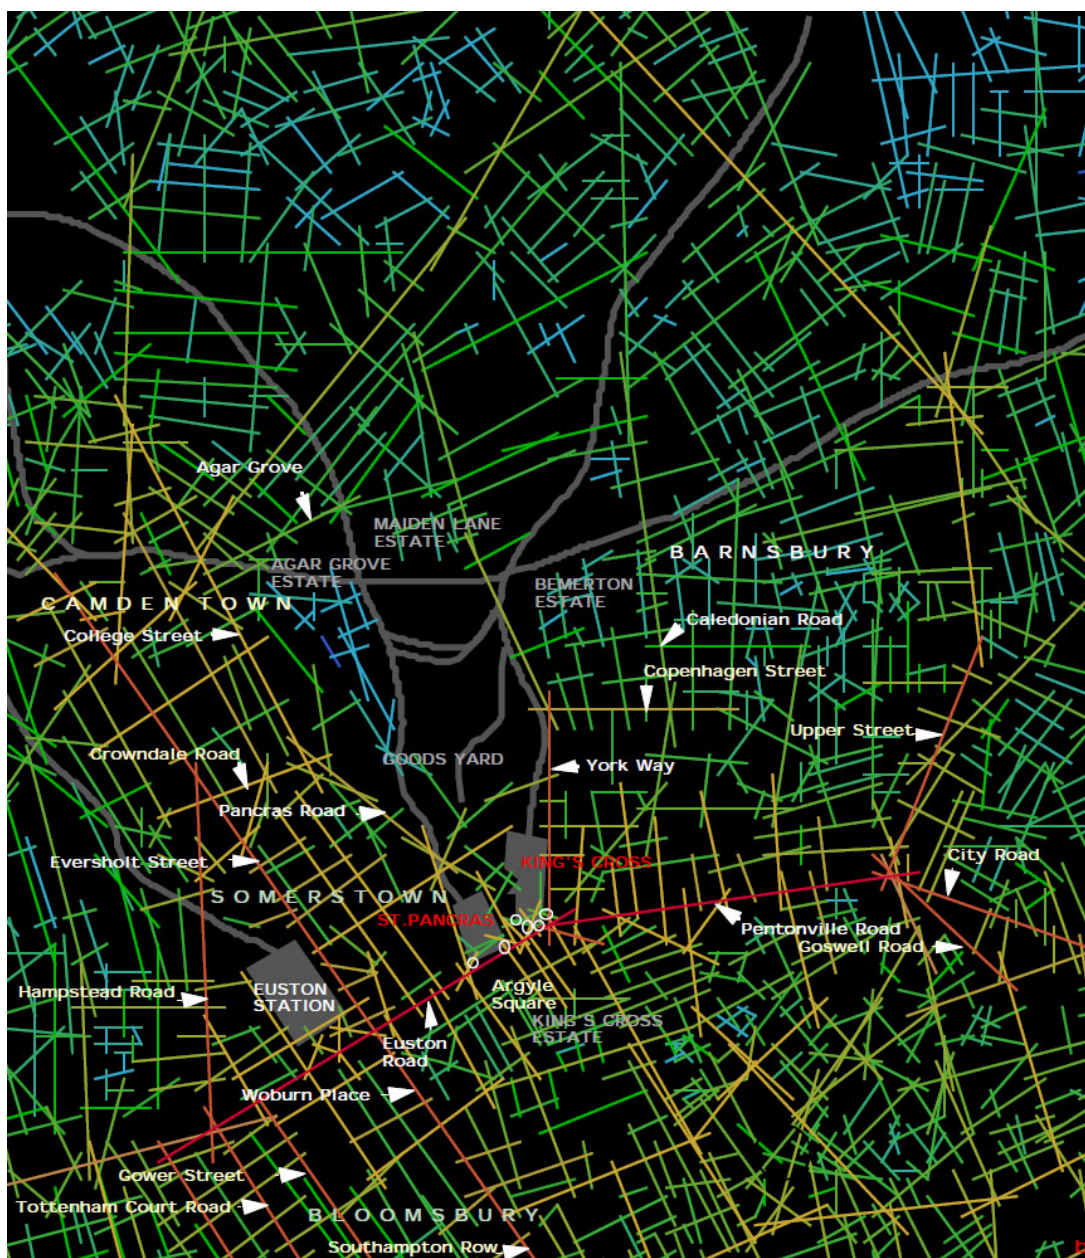 Agar Grove
MAIDEN LANE
ESTATE
BARNSBURY
AGAR GROVE
ESTATE
BEMERTON
ESTATE
CAMDEN TOWN
Caledonian Road
College Street
Copenhagen Street
Upper Street
Crowndale Road
GOODS YARD
York Way
Pancras Road
Eversholt Street
KING'S CROSS
City Road
SOMERSTOWN
ST.PANCRAS
Pentonville Road
Goswell Road
Hampstead Road
EUSTON
STATION
Argyle
Square
KING'S CROSS
ESTATE
Euston
Road
Woburn Place
Gower Street
Tottenham Court Road
BLOOMSBURY
Southampton Row